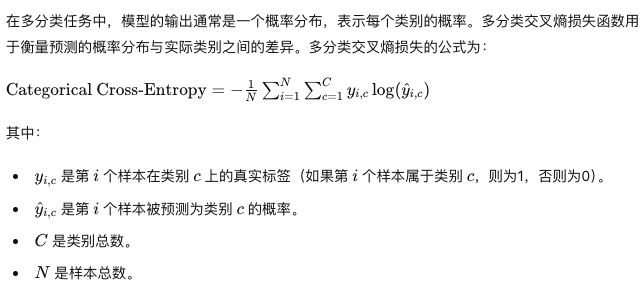 在多分类任务中，模型的输出通常是一个概率分布，表示每个类别的概率。多分类交叉熵损失函数用
于衡量预测的概率分布与实际类别之间的差异。多分类交叉熵损失的公式为：
Categorical Cross-Entropy = −\frac{1}{N} \sum_{i=1}^{N} \sum_{c=1}^{C} y_{i,c} \log(\hat{y}_{i,c})
其中：
• y_{i,c} 是第 i 个样本在类别 c 上的真实标签（如果第 i 个样本属于类别 c，则为1，否则为0）。
• \hat{y}_{i,c} 是第 i 个样本被预测为类别 c 的概率。
• C 是类别总数。
• N 是样本总数。